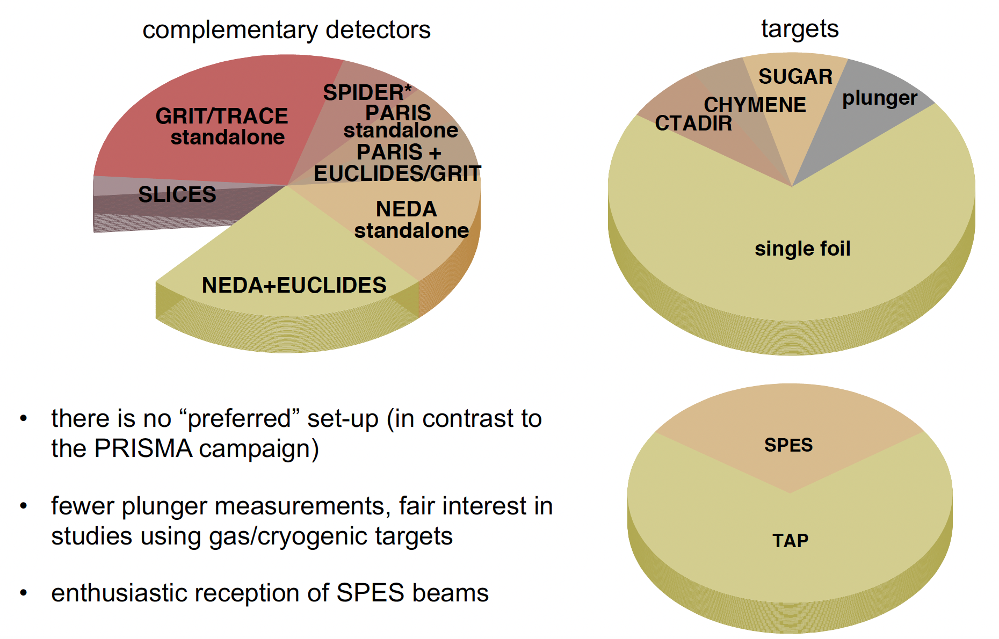 complementary detectors
GRIT/TRACE
standalone
SPIDER*
PARIS
standalone
PARIS +
EUCLIDES/GRIT
SLICES
NEDA
standalone
NEDA+EUCLIDES
targets
SUGAR
plunger
CHYMENE
CTADIR
single foil
SPES
TAP
• there is no “preferred” set-up (in contrast to
the PRISMA campaign)
• fewer plunger measurements, fair interest in
studies using gas/cryogenic targets
• enthusiastic reception of SPES beams